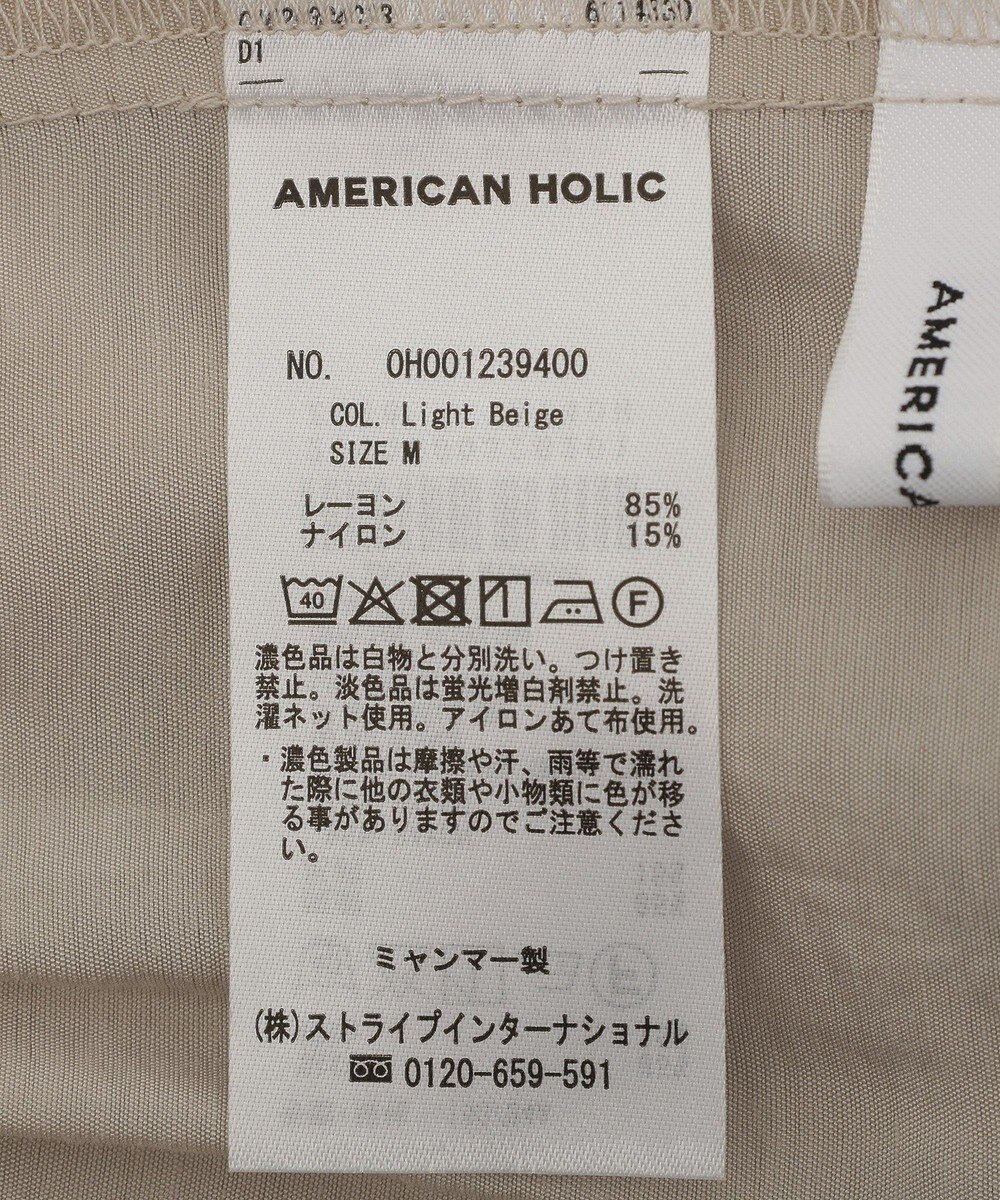 D1
AMERICAN HOLIC
NO. 0H001239400
COL. Light Beige
SIZE M
レーヨン 85%
ナイロン 15%
40 F
濃色品は白物と分別洗い。つけ置き
禁止。淡色品は蛍光増白剤禁止。洗
濯ネット使用。アイロンあて布使用。
・濃色製品は摩擦や汗、雨等で濡れ
た際に他の衣類や小物類に色が移
る事がありますのでご注意くださ
い。
ミャンマー製
(株)ストライプインターナショナル
0120-659-591
AMERICA